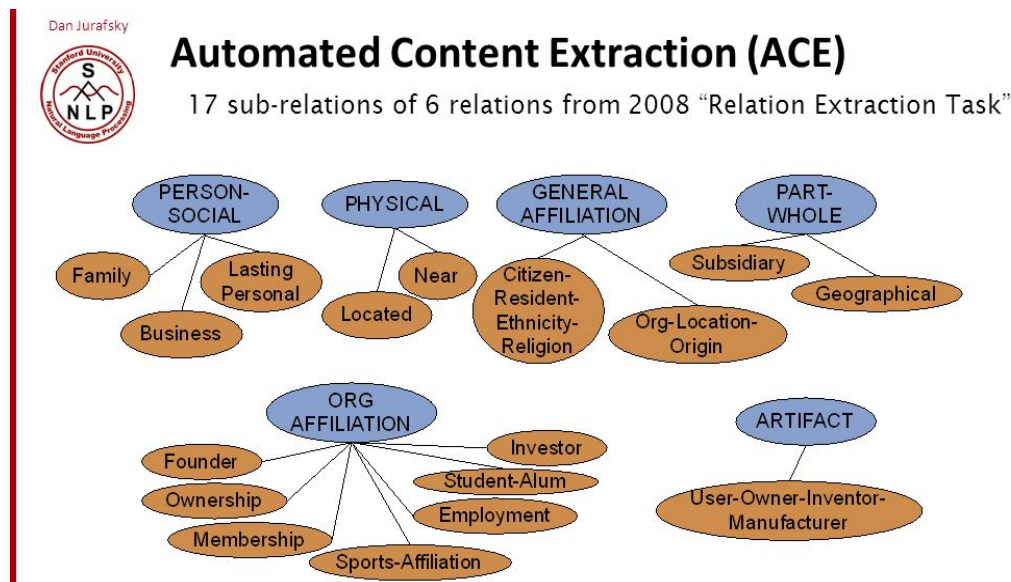 Dan Jurafsky
Stanford University
S
NLP
Natural Language Processing
Automated Content Extraction (ACE)
17 sub-relations of 6 relations from 2008 “Relation Extraction Task”
PERSON-
SOCIAL
PHYSICAL
GENERAL
AFFILIATION
PART-
WHOLE
Family
Lasting
Personal
Business
Near
Located
Citizen-
Resident-
Ethnicity-
Religion
Org-Location-
Origin
Subsidiary
Geographical
ORG
AFFILIATION
ARTIFACT
Founder
Ownership
Membership
Sports-Affiliation
Employment
Student-Alum
Investor
User-Owner-Inventor-
Manufacturer